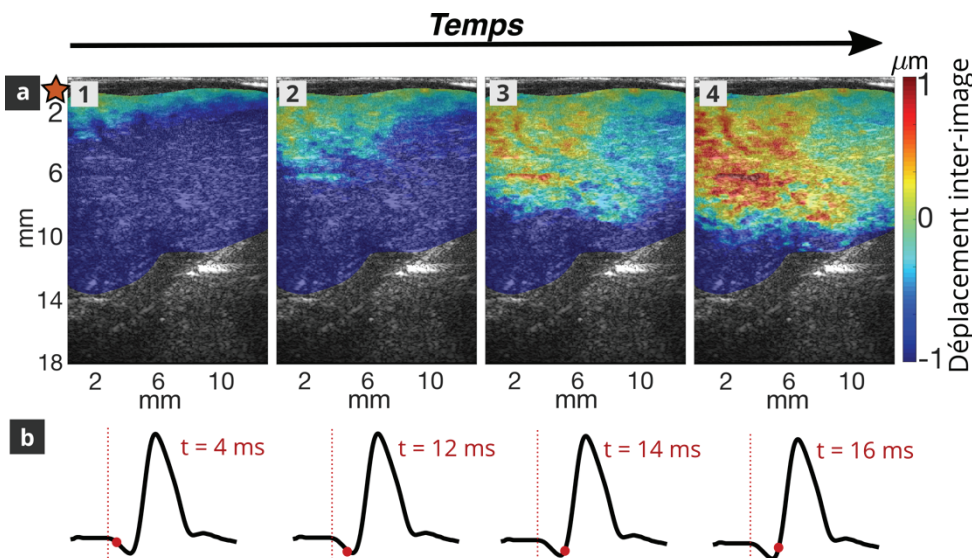 Temps
a
1
2
3
4
μm
2
6
10
14
18
mm
2 6 10
mm
2 6 10
mm
2 6 10
mm
2 6 10
mm
1
0
-1
Déplacement inter-image
b
t = 4 ms
t = 12 ms
t = 14 ms
t = 16 ms